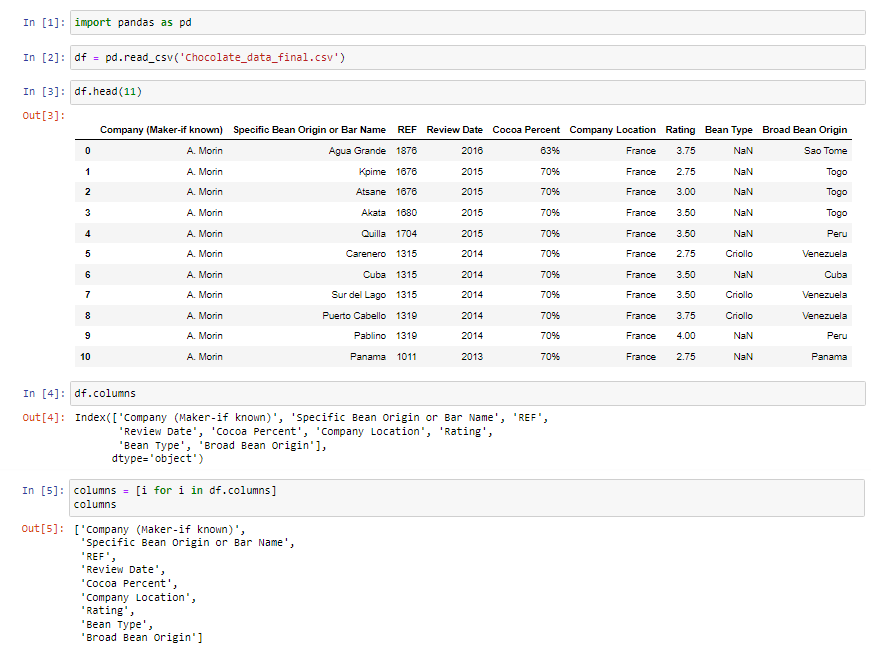 In [1]: import pandas as pd
In [2]: df = pd.read_csv('Chocolate_data_final.csv')
In [3]: df.head(11)
Out[3]:
Company (Maker-if known) Specific Bean Origin or Bar Name REF Review Date Cocoa Percent Company Location Rating Bean Type Broad Bean Origin
0 A. Morin Agua Grande 1876 2016 63% France 3.75 NaN Sao Tome
1 A. Morin Kpime 1676 2015 70% France 2.75 NaN Togo
2 A. Morin Atsane 1676 2015 70% France 3.00 NaN Togo
3 A. Morin Akata 1680 2015 70% France 3.50 NaN Togo
4 A. Morin Quilla 1704 2015 70% France 3.50 NaN Peru
5 A. Morin Carenero 1315 2014 70% France 2.75 Criollo Venezuela
6 A. Morin Cuba 1315 2014 70% France 3.50 NaN Cuba
7 A. Morin Sur del Lago 1315 2014 70% France 3.50 Criollo Venezuela
8 A. Morin Puerto Cabello 1319 2014 70% France 3.75 Criollo Venezuela
9 A. Morin Pablino 1319 2014 70% France 4.00 NaN Peru
10 A. Morin Panama 1011 2013 70% France 2.75 NaN Panama
In [4]: df.columns
Out[4]: Index(['Company (Maker-if known)', 'Specific Bean Origin or Bar Name', 'REF',
'Review Date', 'Cocoa Percent', 'Company Location', 'Rating',
'Bean Type', 'Broad Bean Origin'],
dtype='object')
In [5]: columns = [i for i in df.columns]
columns
Out[5]: ['Company (Maker-if known)',
'Specific Bean Origin or Bar Name',
'REF',
'Review Date',
'Cocoa Percent',
'Company Location',
'Rating',
'Bean Type',
'Broad Bean Origin']